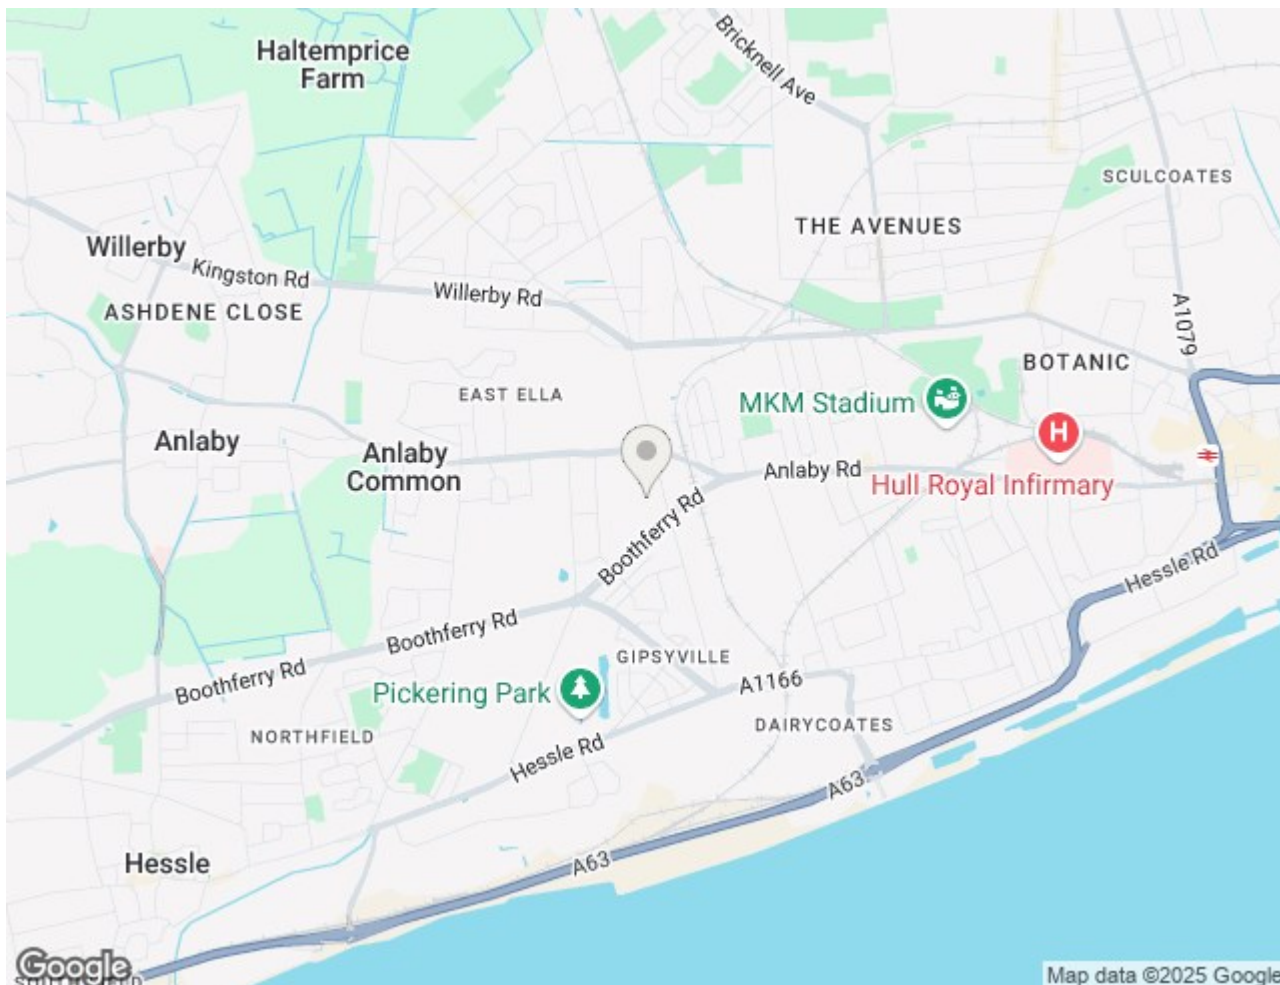 Haltemprice
Farm
Bricknell Ave
SCULCOATES
THE AVENUES
Willerby
Kingston Rd
Willerby Rd
ASHDENE CLOSE
A1079
BOTANIC
EAST ELLA
MKM Stadium
Anlaby
Anlaby
Common
H
Anlaby Rd
Hull Royal Infirmary
Boothferry Rd
Hessle Rd
Boothferry Rd
GIPSYVILLE
Boothferry Rd
Pickering Park
A1166
NORTHFIELD
DAIRYCOATES
Hessle Rd
A63
Hessle
A63
Google
Map data ©2025 Google